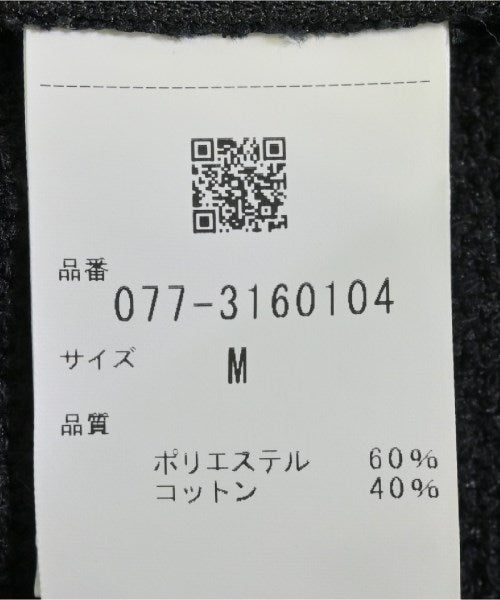 品番
077-3160104
サイズ M
品質
ポリエステル 60%
コットン 40%